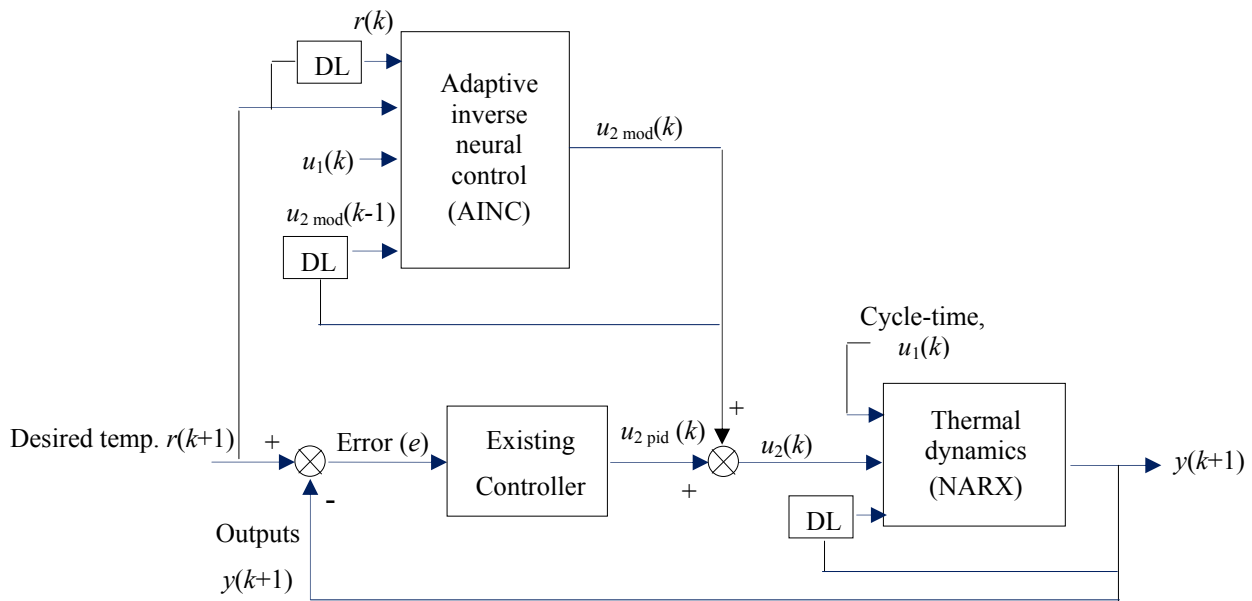 r(k)
DL
Adaptive
inverse
neural
control
(AINC)
u2 mod(k)
u1(k)
u2 mod(k-1)
DL
Cycle-time,
u1(k)
Desired temp. r(k+1)
+
Error (e)
-
Existing
Controller
u2 pid (k)
+
+
u2(k)
Thermal
dynamics
(NARX)
y(k+1)
DL
Outputs
y(k+1)